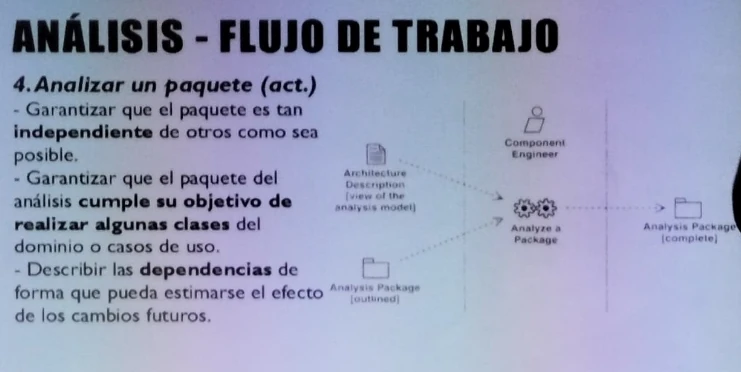 ANÁLISIS - FLUJO DE TRABAJO
4. Analizar un paquete (act.)
- Garantizar que el paquete es tan
independiente de otros como sea
posible.
- Garantizar que el paquete del
análisis cumple su objetivo de
realizar algunas clases del
dominio o casos de uso.
- Describir las dependencias de
forma que pueda estimarse el efecto
de los cambios futuros.
Component
Engineer
Architecture
Description
[view of the
analysis model]
Analyze a
Package
Analysis Package
[complete]
Analysis Package
[outlined]